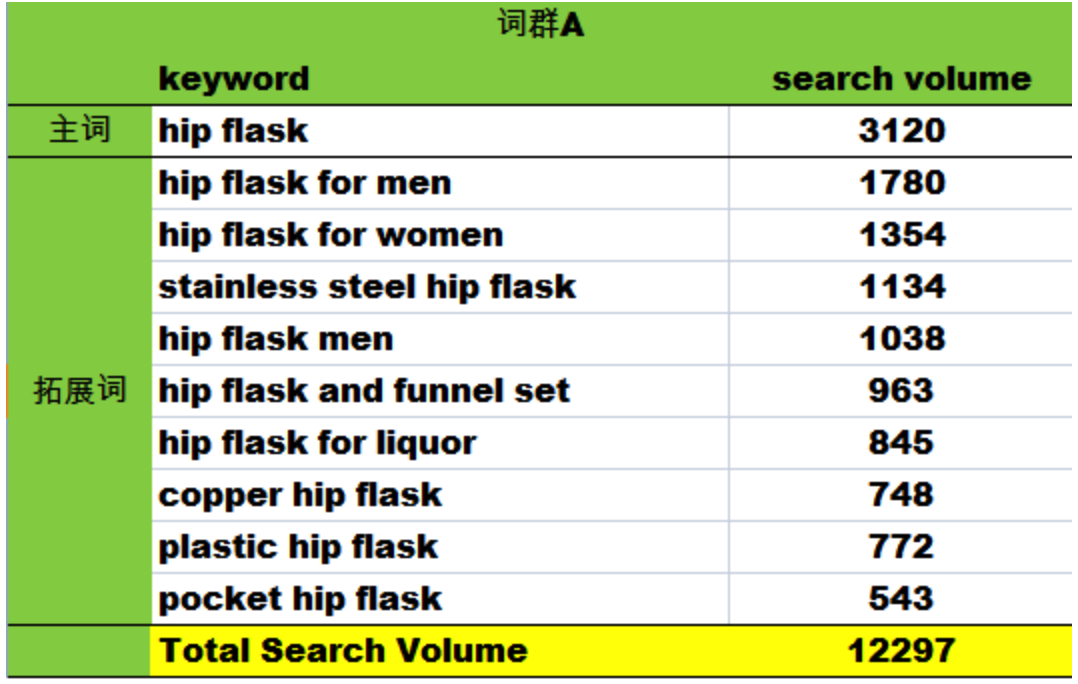 词群A
keyword search volume
主词 hip flask 3120
hip flask for men 1780
hip flask for women 1354
stainless steel hip flask 1134
hip flask men 1038
拓展词 hip flask and funnel set 963
hip flask for liquor 845
copper hip flask 748
plastic hip flask 772
pocket hip flask 543
Total Search Volume 12297